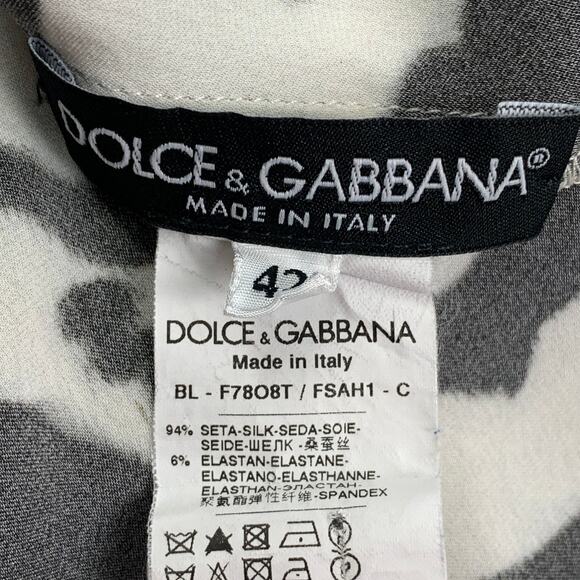 DOLCE & GABBANA®
MADE IN ITALY
42
DOLCE & GABBANA
Made in Italy
BL - F78O8T / FSAH1 - C
94% SETA-SILK-SEDA-SOIE-
SEIDE-ШЕЛК-桑蚕丝
6% ELASTAN-ELASTANE-
ELASTANO-ELASTHANNE-
ELASTHAN-ЭЛАСТАН-
聚氨酯弹性纤维-SPANDEX